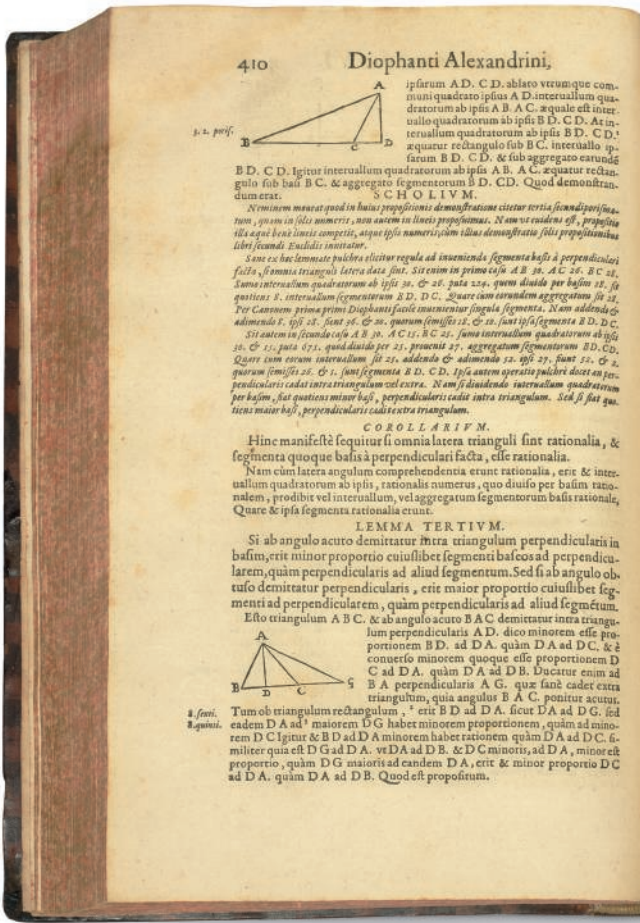 410 Diophanti Alexandrini,
A
B C D
3. 2. poris.
ipsarum A D. C D. ablato vtrumque com-
muni quadrato ipsius A D. interuallum qua-
dratorum ab ipsis A B. A C. æquale est inter
uallo quadratorum ab ipsis B D. C D. At in-
teruallum quadratorum ab ipsis B D. C D.
æquatur rectangulo sub B C. interuallo ip-
sarum B D. C D. & sub aggregato earundē
B D. C D. Igitur interuallum quadratorum ab ipsis A B. A C. æquatur rectan-
gulo sub basi B C. & aggregato segmentorum B D. C D. Quod demonstran-
dum erat. SCHOLIVM.
Neminem moueat quod in huius propositionis demonstratione citetur tertia secundi porisma-
tum, quam in solis numeris, non autem in lineis proposuimus. Nam vt euidens est, propositio
illa æquè benè lineis competit, atque ipsis numeris, cùm illius demonstratio solis propositionibus
libri secundi Euclidis innitatur.
Sane ex hoc lemmate pulchra elicitur regula ad inuenienda segmenta basis à perpendiculari
facta, si omnia trianguli latera data sint. Sit enim in primo casu A B 30. A C 26. B C 28.
Sumo interuallum quadratorum ab ipsis 30. & 26. puta 224. quem diuido per basim 28. fit
quotiens 8. interuallum segmentorum B D. D C. Quare cum eorundem aggregatum sit 28.
Per Canonem primæ primi Diophanti facilè inuenientur singula segmenta. Nam addendo &
adimendo 8. ipsi 28. fient 36. & 20. quorum semisses 18. & 10. sunt ipsa segmenta B D. D C.
Sit autem in secundo casu A B 30. A C 15. B C 25. sumo interuallum quadratorum ab ipsis
30. & 15. puta 675. quod diuido per 25. prouenit 27. aggregatum segmentorum B D. C D.
Quare cum eorum interuallum sit 25. addendo & adimendo 25. ipsi 27. fiunt 52. & 2.
quorum semisses 26. & 1. sunt segmenta B D. C D. Ipsa autem operatio pulchrè docet an per-
pendicularis cadat intra triangulum vel extra. Nam si diuidendo interuallum quadratorum
per basim, fiat quotiens minor basi, perpendicularis cadit intra triangulum. Sed si fiat quo-
tiens maior basi, perpendicularis cadit extra triangulum.
COROLLARIVM.
Hinc manifestè sequitur si omnia latera trianguli sint rationalia, &
segmenta quoque basis à perpendiculari facta, esse rationalia.
Nam cùm latera angulum comprehendentia erunt rationalia, erit & inter-
uallum quadratorum ab ipsis, rationalis numerus, quo diuiso per basim ratio-
nalem, prodibit vel interuallum, vel aggregatum segmentorum basis rationale,
Quare & ipsa segmenta rationalia erunt.
LEMMA TERTIVM.
Si ab angulo acuto demittatur intra triangulum perpendicularis in
basim, erit minor proportio cuiuslibet segmenti baseos ad perpendicu-
larem, quàm perpendicularis ad aliud segmentum. Sed si ab angulo ob-
tuso demittatur perpendicularis, erit maior proportio cuiuslibet seg-
menti ad perpendicularem, quàm perpendicularis ad aliud segmētum.
Esto triangulum A B C. & ab angulo acuto B A C demittatur intra triangu-
A
B D C G
lum perpendicularis A D. dico minorem esse pro-
portionem B D. ad D A. quàm D A ad D C. & è
conuerso minorem quoque esse proportionem D
C ad D A. quàm D A ad D B. Ducatur enim ad
B A perpendicularis A G. quæ sanè cadet extra
triangulum, quia angulus B A C. ponitur acutus.
8. sexti.
8. quinti.
Tum ob triangulum rectangulum, erit B D ad D A. sicut D A ad D G. sed
eadem D A ad maiorem D G habet minorem proportionem, quàm ad mino-
rem D C Igitur & B D ad D A minorem habet rationem quàm D A ad D C. si-
militer quia est D G ad D A. vt D A ad D B. & D C minoris, ad D A, minor est
proportio, quàm D G maioris ad eandem D A, erit & minor proportio D C
ad D A. quàm D A ad D B. Quod est propositum.